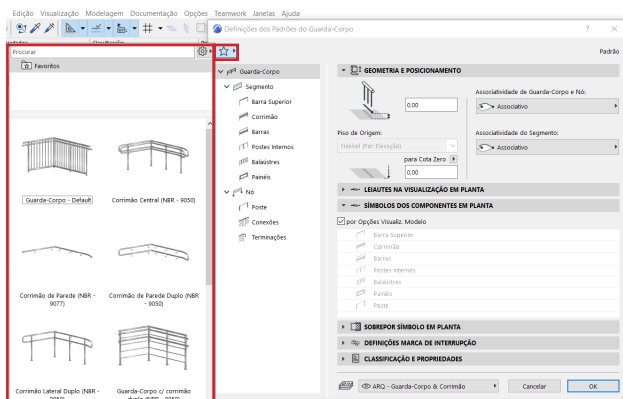 Edição Visualização Modelagem Documentação Opções Teamwork Janelas Ajuda
Definições dos Padrões do Guarda-Corpo
? ×
Procurar
Favoritos
Padrão
Guarda-Corpo - Default
Corrimão Central (NBR - 9050)
Corrimão de Parede (NBR - 9077)
Corrimão de Parede Duplo (NBR - 9050)
Corrimão Lateral Duplo (NBR - 9050)
Guarda-Corpo c/ corrimão duplo (NBR - 9050)
Guarda-Corpo
Segmento
Barra Superior
Corrimão
Barras
Postes Internos
Balaústres
Painéis
Nó
Poste
Conexões
Terminações
GEOMETRIA E POSICIONAMENTO
0,00
Associatividade de Guarda-Corpo e Nó:
Associativo
Piso de Origem:
Flexível (Por Elevação)
Associatividade do Segmento:
Associativo
para Cota Zero
0,00
LEIAUTES NA VISUALIZAÇÃO EM PLANTA
SÍMBOLOS DOS COMPONENTES EM PLANTA
por Opções Visualiz. Modelo
Barra Superior
Corrimão
Barras
Postes Internos
Balaústres
Painéis
Poste
SOBREPOR SÍMBOLO EM PLANTA
DEFINIÇÕES MARCA DE INTERRUPÇÃO
CLASSIFICAÇÃO E PROPRIEDADES
ARQ - Guarda-Corpo & Corrimão
Cancelar
OK